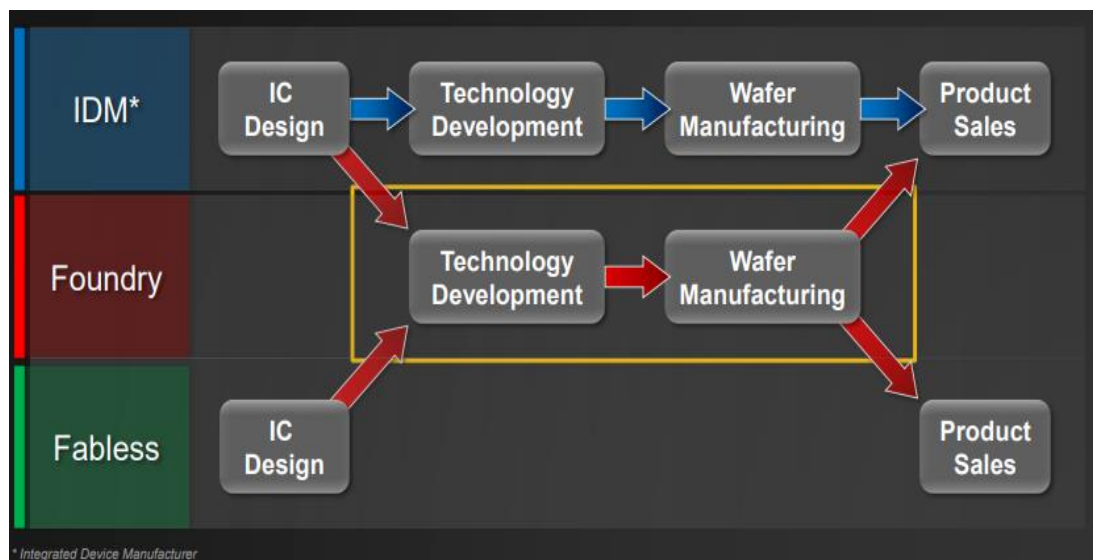 IDM*
IC
Design
Technology
Development
Wafer
Manufacturing
Product
Sales
Foundry
Technology
Development
Wafer
Manufacturing
Fabless
IC
Design
Product
Sales
* Integrated Device Manufacturer